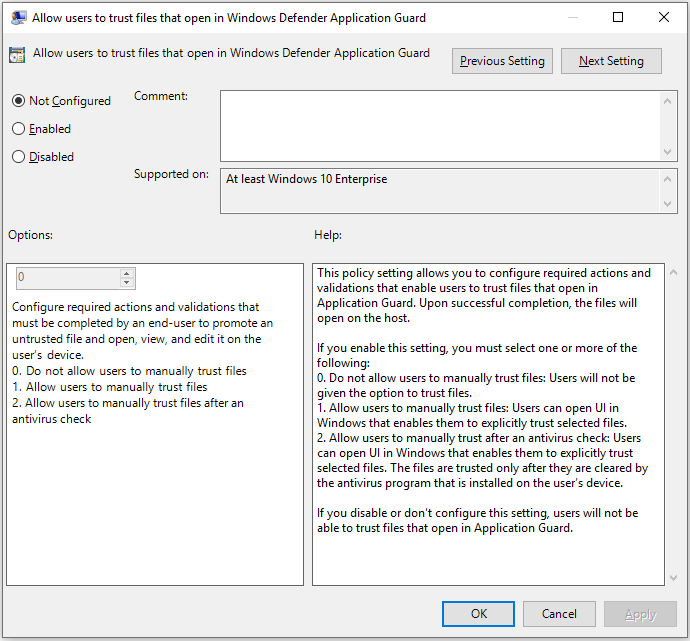 Allow users to trust files that open in Windows Defender Application Guard
Allow users to trust files that open in Windows Defender Application Guard
Previous Setting
Next Setting
Not Configured
Enabled
Disabled
Comment:
Supported on:
At least Windows 10 Enterprise
Options:
Help:
0
Configure required actions and validations that
must be completed by an end-user to promote an
untrusted file and open, view, and edit it on the
user's device.
0. Do not allow users to manually trust files
1. Allow users to manually trust files
2. Allow users to manually trust files after an
antivirus check
This policy setting allows you to configure required actions and
validations that enable users to trust files that open in
Application Guard. Upon successful completion, the files will
open on the host.
If you enable this setting, you must select one or more of the
following:
0. Do not allow users to manually trust files: Users will not be
given the option to trust files.
1. Allow users to manually trust files: Users can open UI in
Windows that enables them to explicitly trust selected files.
2. Allow users to manually trust after an antivirus check: Users
can open UI in Windows that enables them to explicitly trust
selected files. The files are trusted only after they are cleared by
the antivirus program that is installed on the user's device.
If you disable or don't configure this setting, users will not be
able to trust files that open in Application Guard.
OK
Cancel
Apply